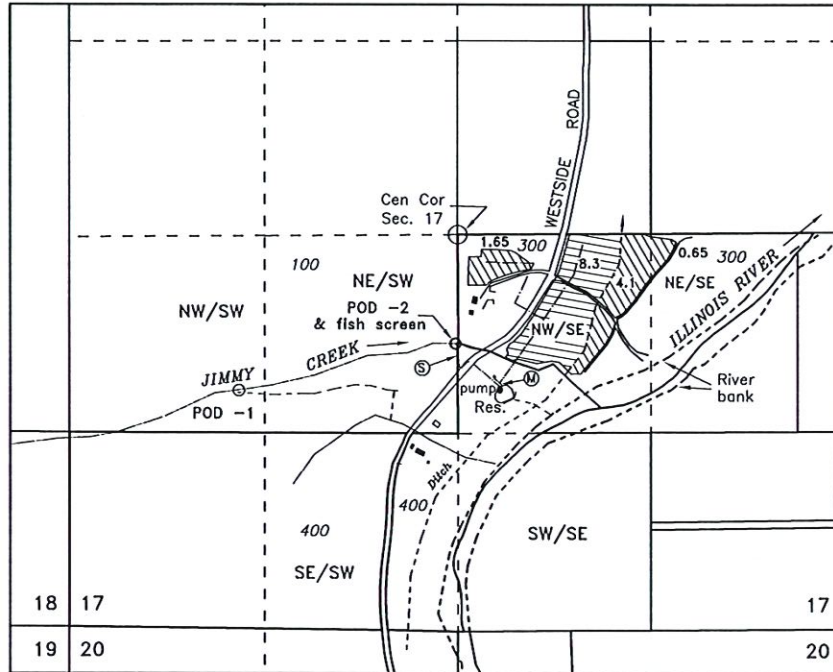 WESTSIDE ROAD
Cen Cor
Sec. 17
1.65
300
8.3
4.1
0.65
300
100
NE/SW
NE/SE
NW/SW
POD -2
& fish screen
NW/SE
ILLINOIS RIVER
JIMMY CREEK
S
M
pump
Res.
River
bank
POD -1
Ditch
400
400
SW/SE
SE/SW
18
17
17
19
20
20